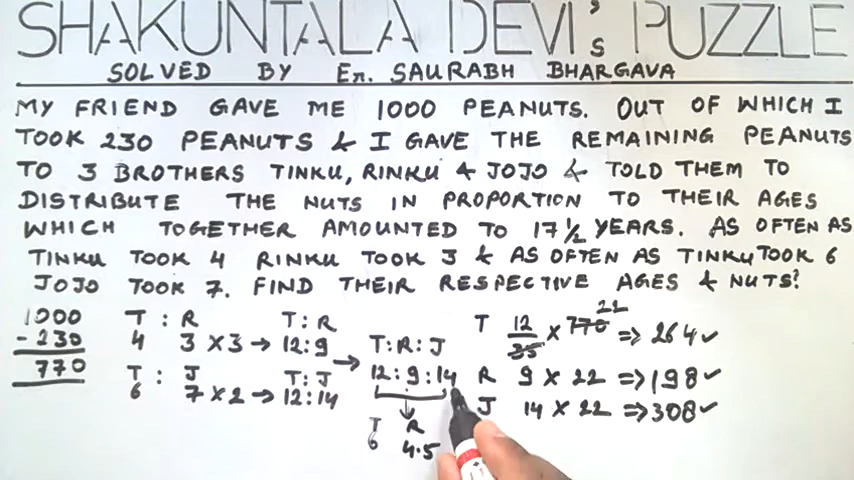 SHAKUNTALA DEVI's PUZZLE
SOLVED BY En. SAURABH BHARGAVA
MY FRIEND GAVE ME 1000 PEANUTS. OUT OF WHICH I
TOOK 230 PEANUTS & I GAVE THE REMAINING PEANUTS
TO 3 BROTHERS TINKU, RINKU & JOJO & TOLD THEM TO
DISTRIBUTE THE NUTS IN PROPORTION TO THEIR AGES
WHICH TOGETHER AMOUNTED TO 17 1/2 YEARS. AS OFTEN AS
TINKU TOOK 4 RINKU TOOK 3 & AS OFTEN AS TINKU TOOK 6
JOJO TOOK 7. FIND THEIR RESPECTIVE AGES & NUTS?
1000
- 230
770
T : R
4 3 × 3 → 12:9
T : R
T : J
6 7 × 2 → 12:14
T : J
→ T:R:J
12:9:14
T R
6 4.5
T 12/35 × 770 22 ⇒ 264 ✓
R 9 × 22 ⇒ 198 ✓
J 14 × 22 ⇒ 308 ✓